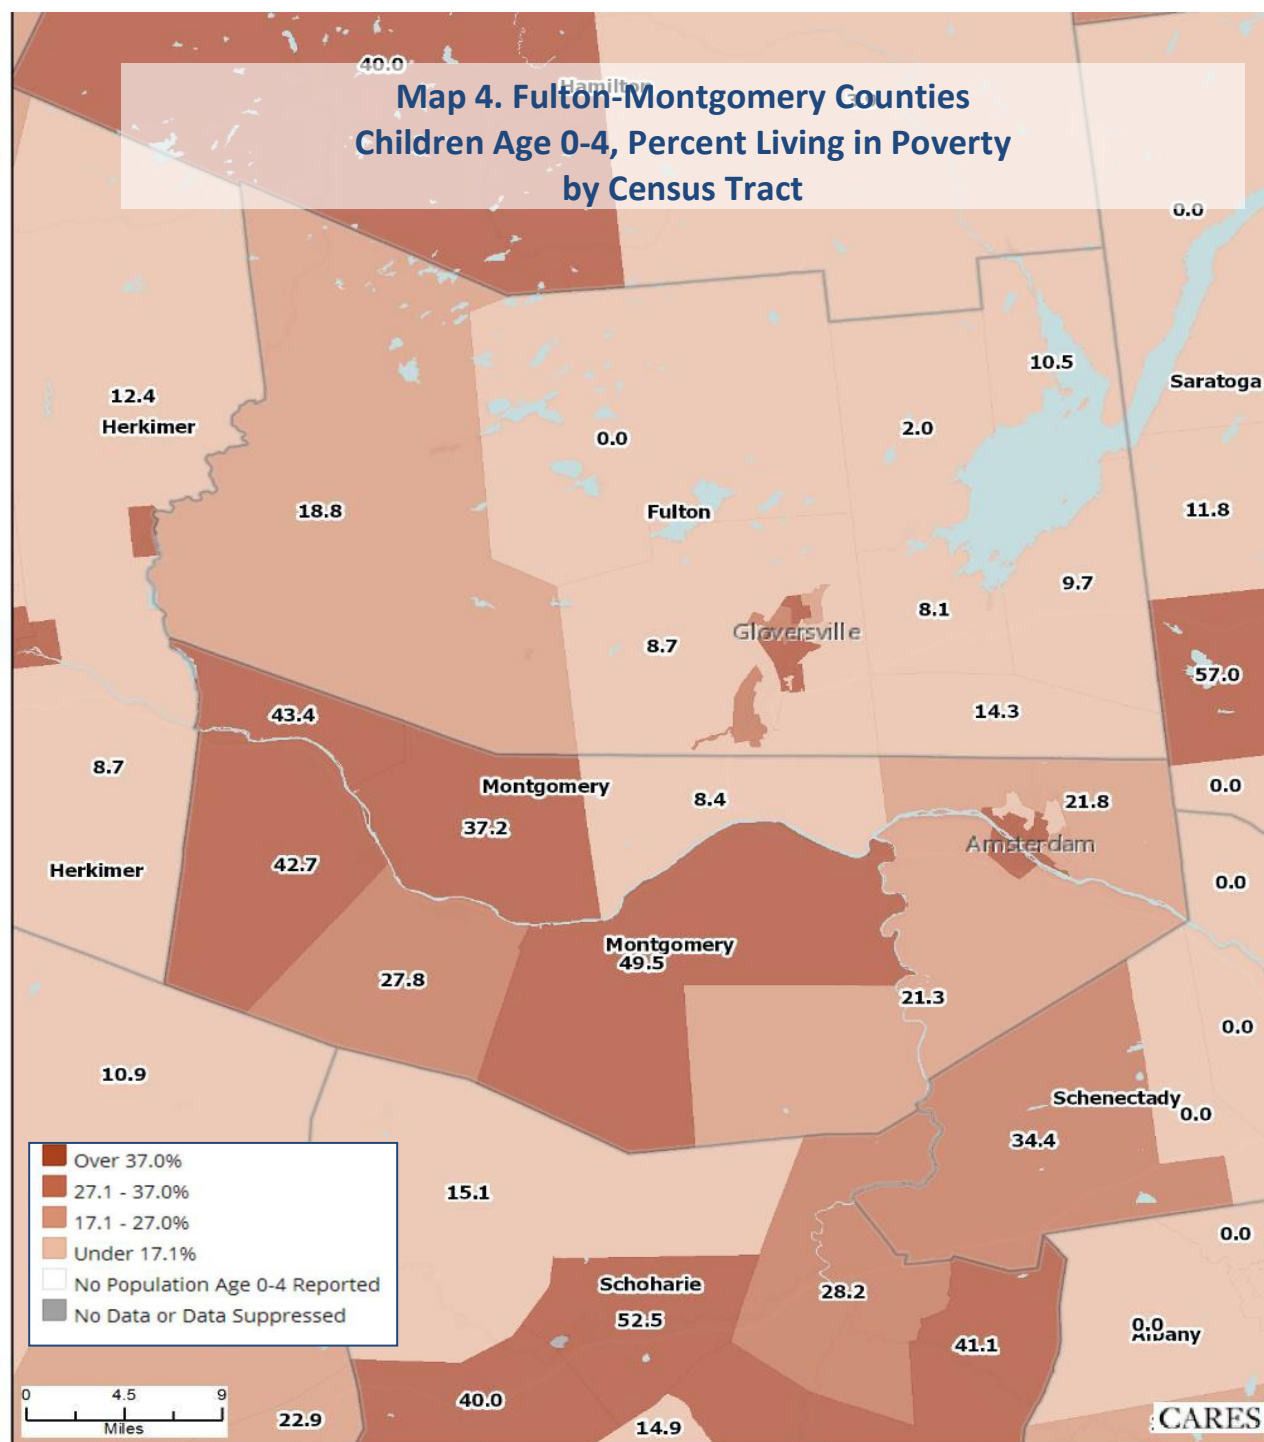 40.0
Hamilton
Map 4. Fulton-Montgomery Counties
Children Age 0-4, Percent Living in Poverty
by Census Tract
0.0
10.5
Saratoga
12.4
Herkimer
2.0
0.0
18.8
Fulton
11.8
9.7
8.1
Gloversville
8.7
57.0
43.4
14.3
8.7
Montgomery
8.4
0.0
21.8
37.2
Amsterdam
42.7
Herkimer
0.0
Montgomery
49.5
27.8
21.3
0.0
10.9
Schenectady
0.0
34.4
Over 37.0%
27.1 - 37.0%
17.1 - 27.0%
Under 17.1%
No Population Age 0-4 Reported
No Data or Data Suppressed
15.1
0.0
Schoharie
52.5
28.2
0.0
Albany
41.1
0 4.5 9
Miles
22.9
40.0
14.9
CARES